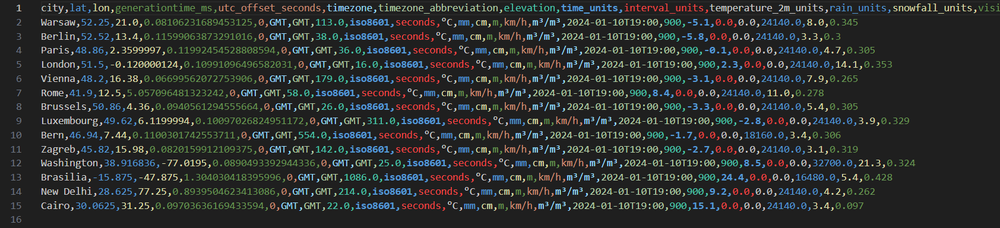 1 city,lat,lon,generationtime_ms,utc_offset_seconds,timezone,timezone_abbreviation,elevation,time_units,interval_units,temperature_2m_units,rain_units,snowfall_units,visi
2 Warsaw,52.25,21.0,0.08106231689453125,0,GMT,GMT,113.0,iso8601,seconds,°C,mm,cm,m,km/h,m³/m³,2024-01-10T19:00,900,-5.1,0.0,0.0,24140.0,8.0,0.345
3 Berlin,52.52,13.4,0.11599063873291016,0,GMT,GMT,38.0,iso8601,seconds,°C,mm,cm,m,km/h,m³/m³,2024-01-10T19:00,900,-5.8,0.0,0.0,24140.0,3.3,0.3
4 Paris,48.86,2.3599997,0.11992454528808594,0,GMT,GMT,36.0,iso8601,seconds,°C,mm,cm,m,km/h,m³/m³,2024-01-10T19:00,900,-0.1,0.0,0.0,24140.0,4.7,0.305
5 London,51.5,-0.120000124,0.10991096496582031,0,GMT,GMT,16.0,iso8601,seconds,°C,mm,cm,m,km/h,m³/m³,2024-01-10T19:00,900,2.3,0.0,0.0,24140.0,14.1,0.353
6 Vienna,48.2,16.38,0.06699562072753906,0,GMT,GMT,179.0,iso8601,seconds,°C,mm,cm,m,km/h,m³/m³,2024-01-10T19:00,900,-3.1,0.0,0.0,24140.0,7.9,0.265
7 Rome,41.9,12.5,5.057096481323242,0,GMT,GMT,58.0,iso8601,seconds,°C,mm,cm,m,km/h,m³/m³,2024-01-10T19:00,900,8.4,0.0,0.0,24140.0,11.0,0.278
8 Brussels,50.86,4.36,0.0940561294555664,0,GMT,GMT,26.0,iso8601,seconds,°C,mm,cm,m,km/h,m³/m³,2024-01-10T19:00,900,-3.3,0.0,0.0,24140.0,5.4,0.305
9 Luxembourg,49.62,6.1199994,0.10097026824951172,0,GMT,GMT,311.0,iso8601,seconds,°C,mm,cm,m,km/h,m³/m³,2024-01-10T19:00,900,-2.8,0.0,0.0,24140.0,3.9,0.329
10 Bern,46.94,7.44,0.1100301742553711,0,GMT,GMT,554.0,iso8601,seconds,°C,mm,cm,m,km/h,m³/m³,2024-01-10T19:00,900,-1.7,0.0,0.0,18160.0,3.4,0.306
11 Zagreb,45.82,15.98,0.0820159912109375,0,GMT,GMT,142.0,iso8601,seconds,°C,mm,cm,m,km/h,m³/m³,2024-01-10T19:00,900,-2.7,0.0,0.0,24140.0,3.1,0.319
12 Washington,38.916836,-77.0195,0.0890493392944336,0,GMT,GMT,25.0,iso8601,seconds,°C,mm,cm,m,km/h,m³/m³,2024-01-10T19:00,900,8.5,0.0,0.0,32700.0,21.3,0.324
13 Brasilia,-15.875,-47.875,1.304030418395996,0,GMT,GMT,1086.0,iso8601,seconds,°C,mm,cm,m,km/h,m³/m³,2024-01-10T19:00,900,24.4,0.0,0.0,16480.0,5.4,0.428
14 New Delhi,28.625,77.25,0.8939504623413086,0,GMT,GMT,214.0,iso8601,seconds,°C,mm,cm,m,km/h,m³/m³,2024-01-10T19:00,900,9.2,0.0,0.0,24140.0,4.2,0.262
15 Cairo,30.0625,31.25,0.09703636169433594,0,GMT,GMT,22.0,iso8601,seconds,°C,mm,cm,m,km/h,m³/m³,2024-01-10T19:00,900,15.1,0.0,0.0,24140.0,3.4,0.097
16